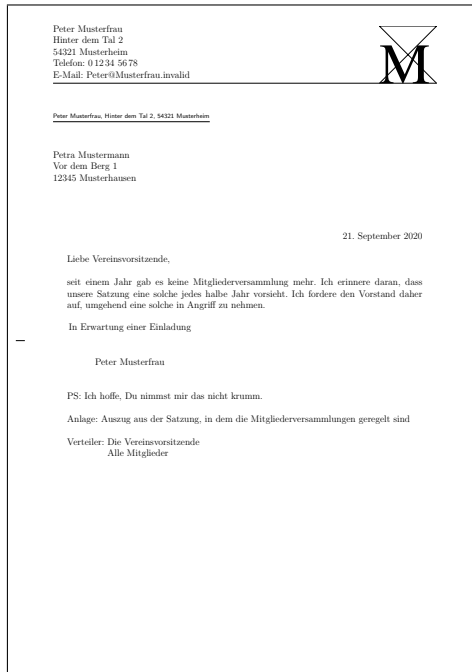 Peter Musterfrau
Hinter dem Tal 2
54321 Musterheim
Telefon: 0 12 34 56 78
E-Mail: Peter@Musterfrau.invalid
M
Peter Musterfrau, Hinter dem Tal 2, 54321 Musterheim
Petra Mustermann
Vor dem Berg 1
12345 Musterhausen
21. September 2020
Liebe Vereinsvorsitzende,
seit einem Jahr gab es keine Mitgliederversammlung mehr. Ich erinnere daran, dass
unsere Satzung eine solche jedes halbe Jahr vorsieht. Ich fordere den Vorstand daher
auf, umgehend eine solche in Angriff zu nehmen.
In Erwartung einer Einladung
Peter Musterfrau
PS: Ich hoffe, Du nimmst mir das nicht krumm.
Anlage: Auszug aus der Satzung, in dem die Mitgliederversammlungen geregelt sind
Verteiler: Die Vereinsvorsitzende
Alle Mitglieder